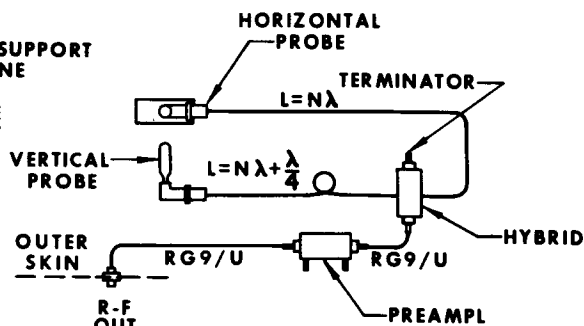 HORIZONTAL
PROBE
SUPPORT
NE
TERMINATOR
L=Nλ
VERTICAL
PROBE
L=Nλ+λ/4
HYBRID
OUTER
SKIN
RG9/U
RG9/U
R-F
OUT
PREAMPL